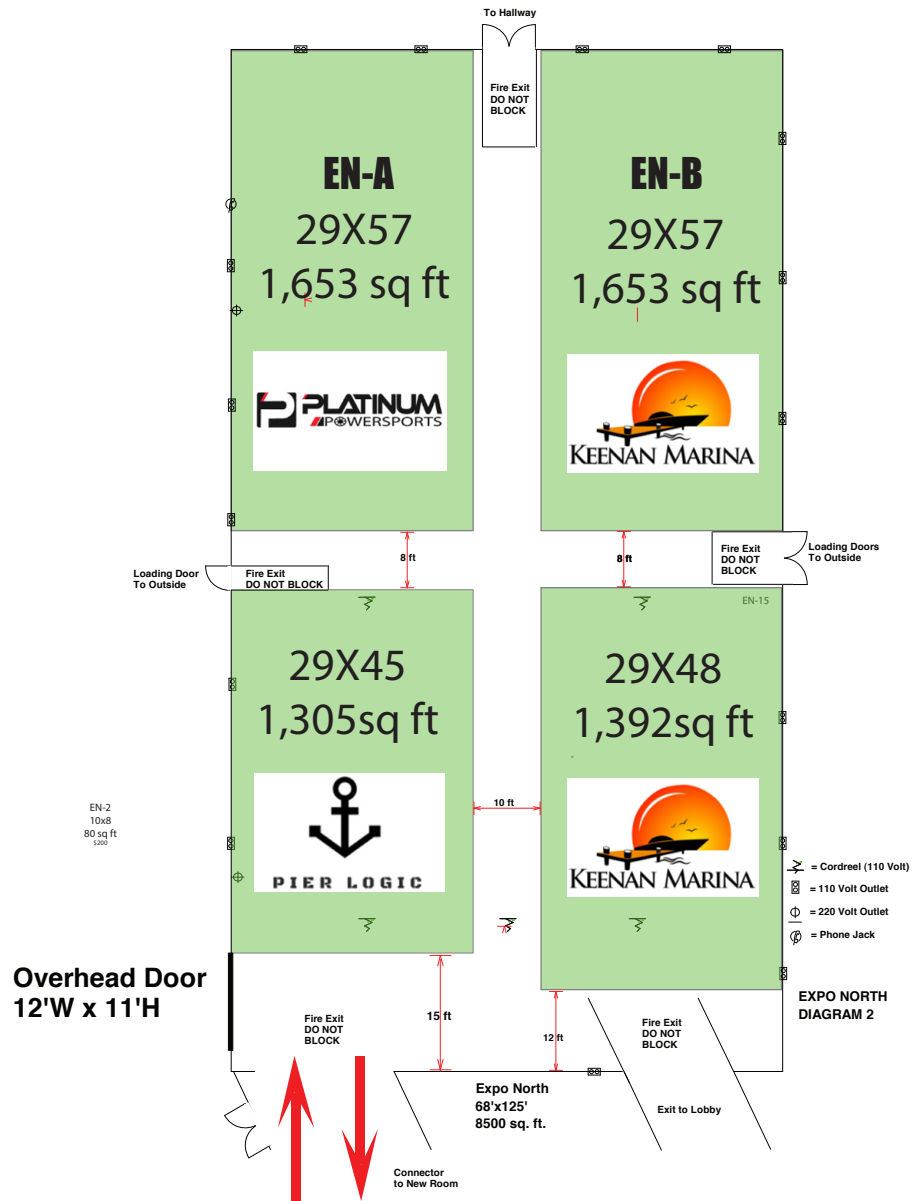 To Hallway
Fire Exit
DO NOT
BLOCK
EN-A
29X57
1,653 sq ft
PLATINUM
POWERSPORTS
EN-B
29X57
1,653 sq ft
KEENAN MARINA
8 ft
8 ft
Loading Door
To Outside
Fire Exit
DO NOT BLOCK
Fire Exit
DO NOT
BLOCK
Loading Doors
To Outside
EN-15
29X45
1,305sq ft
PIER LOGIC
29X48
1,392sq ft
KEENAN MARINA
10 ft
EN-2
10x8
80 sq ft
$200
= Cordreel (110 Volt)
= 110 Volt Outlet
= 220 Volt Outlet
= Phone Jack
Overhead Door
12'W x 11'H
Fire Exit
DO NOT
BLOCK
15 ft
12 ft
Fire Exit
DO NOT
BLOCK
EXPO NORTH
DIAGRAM 2
Expo North
68'x125'
8500 sq. ft.
Exit to Lobby
Connector
to New Room